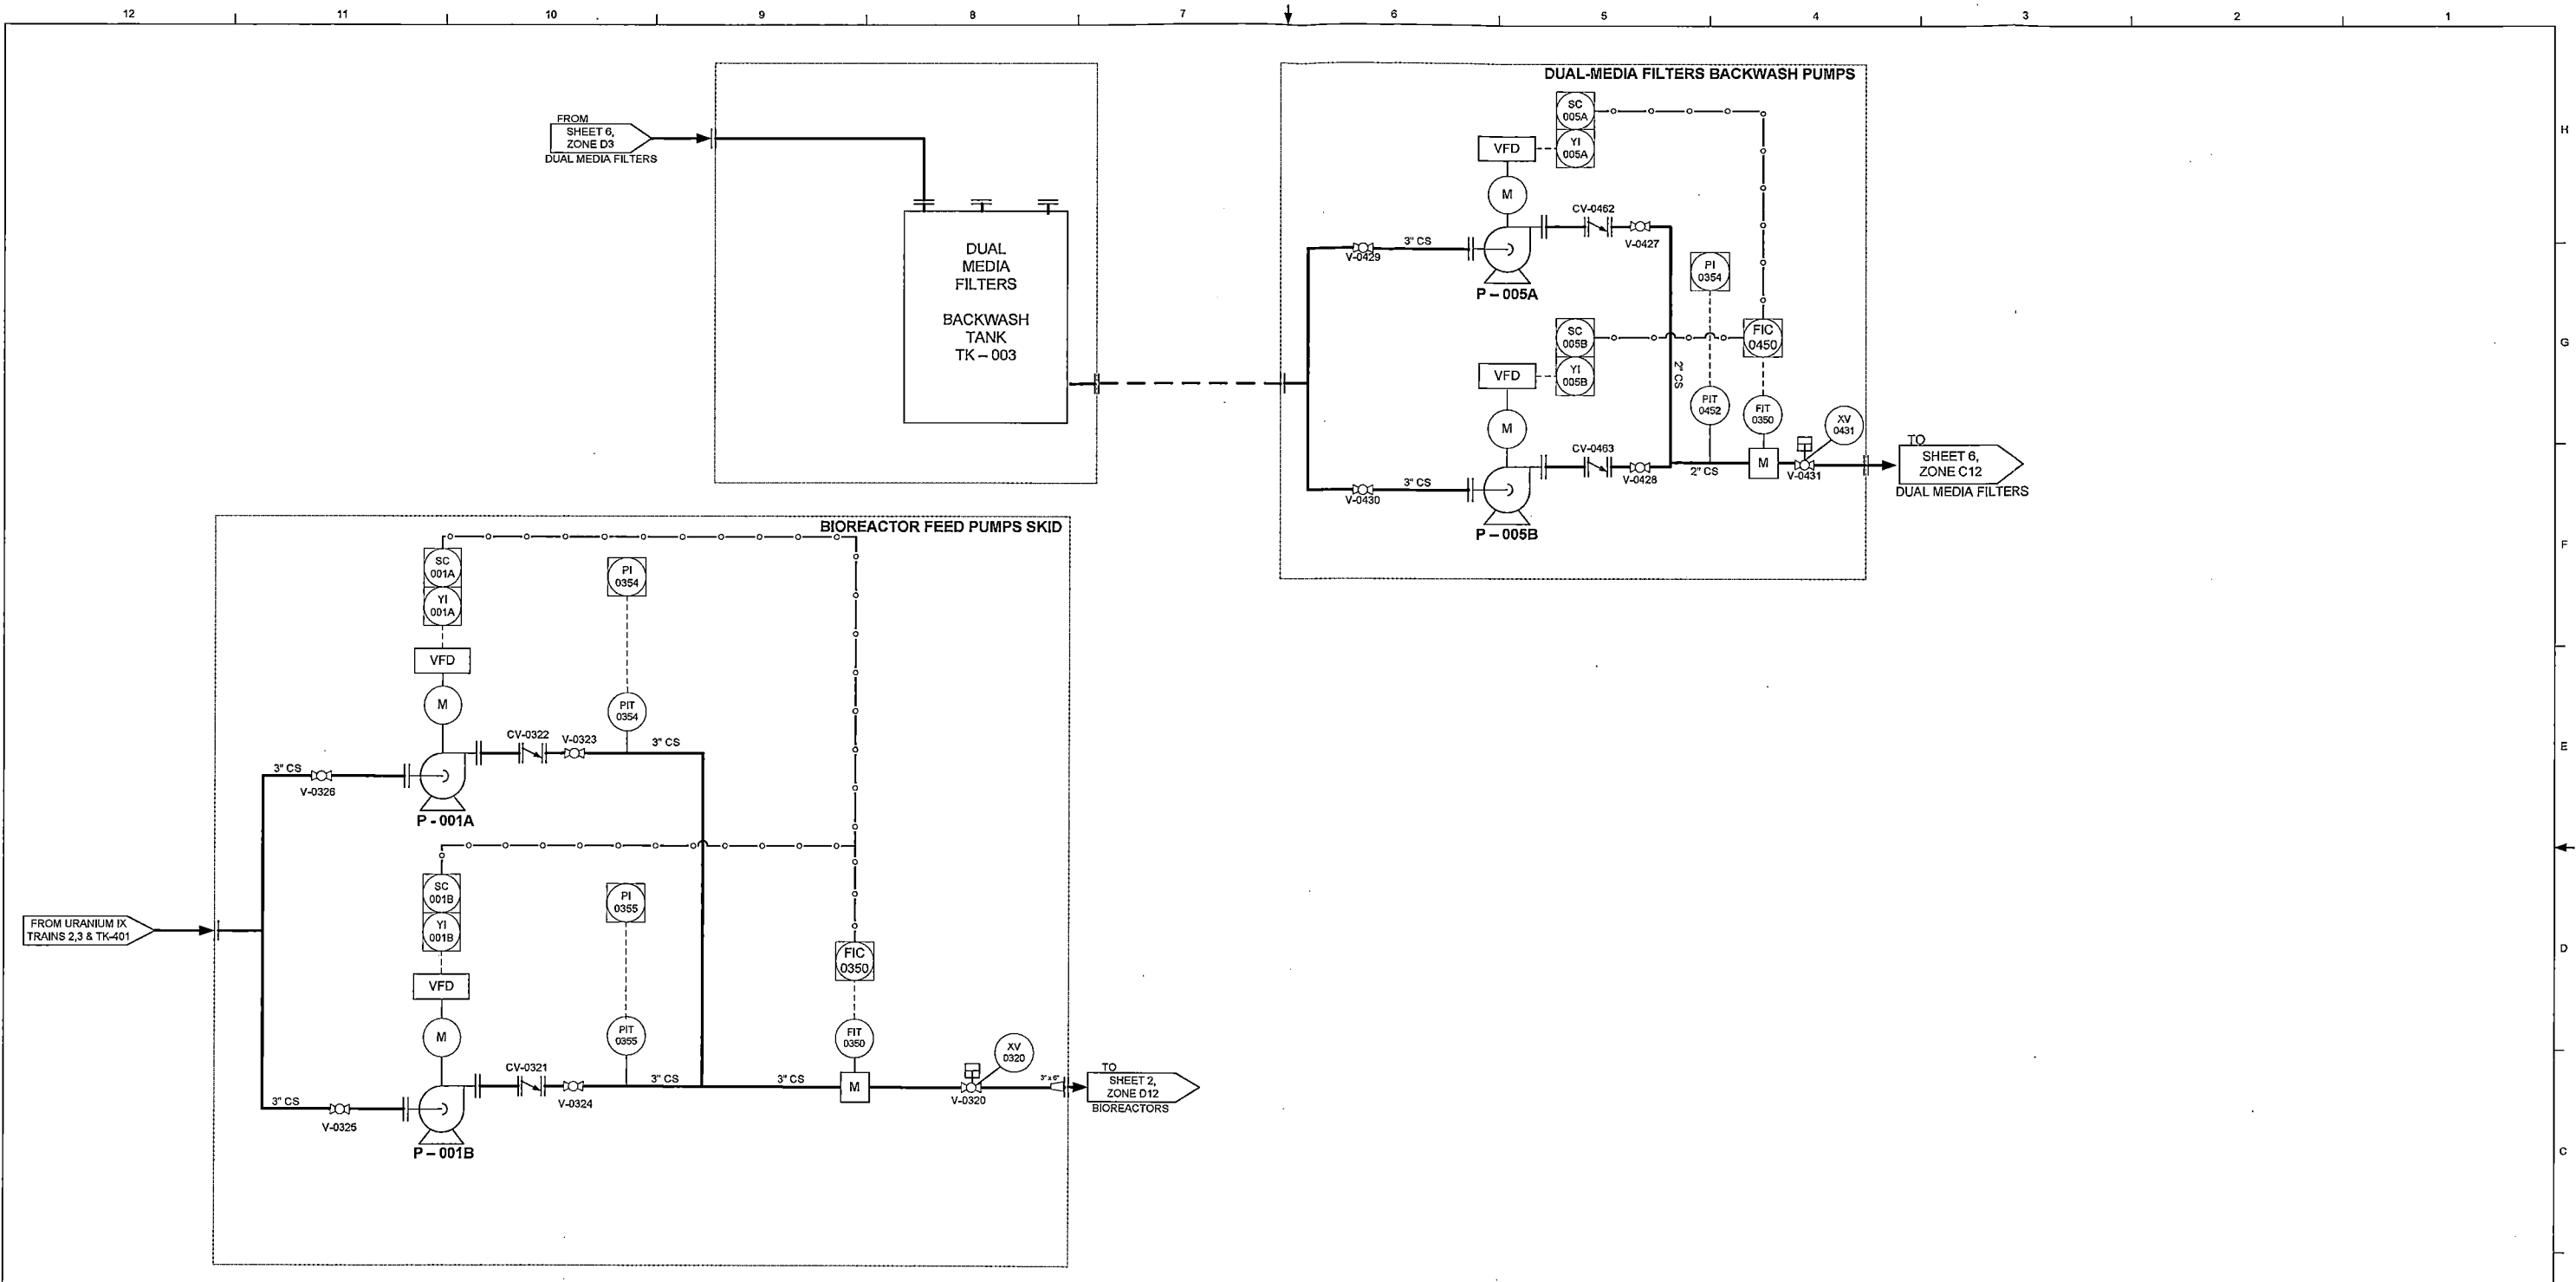 12
11
10
9
8
7
6
5
4
3
2
1
H
G
F
E
D
C
FROM
SHEET 6,
ZONE D3
DUAL MEDIA FILTERS
DUAL
MEDIA
FILTERS
BACKWASH
TANK
TK – 003
DUAL-MEDIA FILTERS BACKWASH PUMPS
SC
005A
YI
005A
VFD
M
CV-0462
V-0427
3" CS
V-0429
P – 005A
PI
0354
SC
005B
YI
005B
FIC
0450
VFD
2" CS
PIT
0452
FIT
0350
XV
0431
M
CV-0463
V-0428
2" CS
M
V-0431
3" CS
V-0430
P – 005B
TO
SHEET 6,
ZONE C12
DUAL MEDIA FILTERS
BIOREACTOR FEED PUMPS SKID
SC
001A
YI
001A
PI
0354
VFD
M
PIT
0354
CV-0322
V-0323
3" CS
3" CS
V-0326
P - 001A
SC
001B
YI
001B
PI
0355
FROM URANIUM IX
TRAINS 2,3 & TK-401
FIC
0350
VFD
M
PIT
0355
FIT
0350
XV
0320
CV-0321
V-0324
3" CS
3" CS
M
V-0320
3" x 6"
3" CS
V-0325
P – 001B
TO
SHEET 2,
ZONE D12
BIOREACTORS